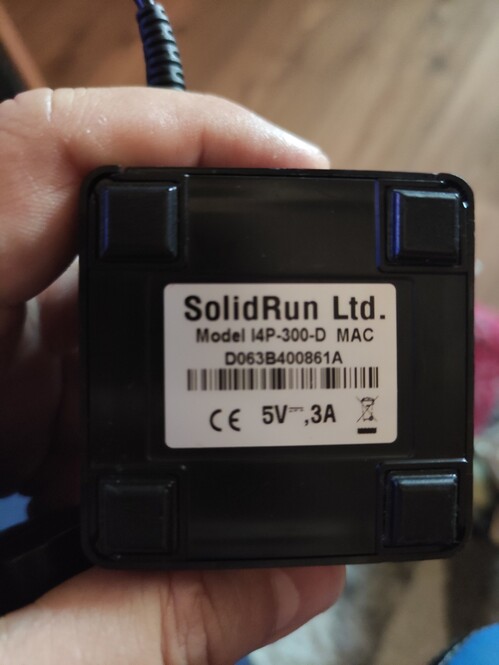 SolidRun Ltd.
Model I4P-300-D MAC
D063B400861A
CE 5V⎓,3A